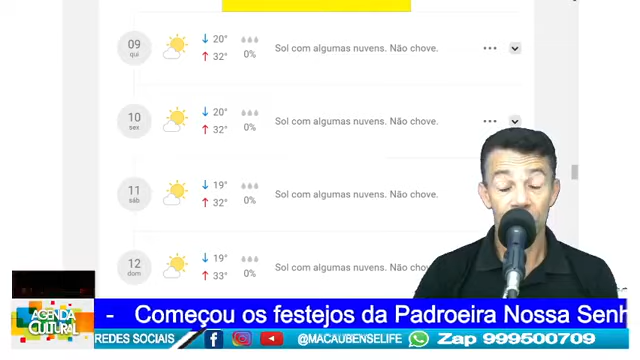 09
qui
20°
32°
0%
Sol com algumas nuvens. Não chove.
10
sex
20°
32°
0%
Sol com algumas nuvens. Não chove.
11
sáb
19°
32°
0%
Sol com algumas nuvens. Não chove.
12
dom
19°
33°
0%
Sol com algumas nuvens. Não chove.
AGENDA
CULTURAL
- Começou os festejos da Padroeira Nossa Senh
REDES SOCIAIS
@MACAUBENSELIFE
Zap 999500709